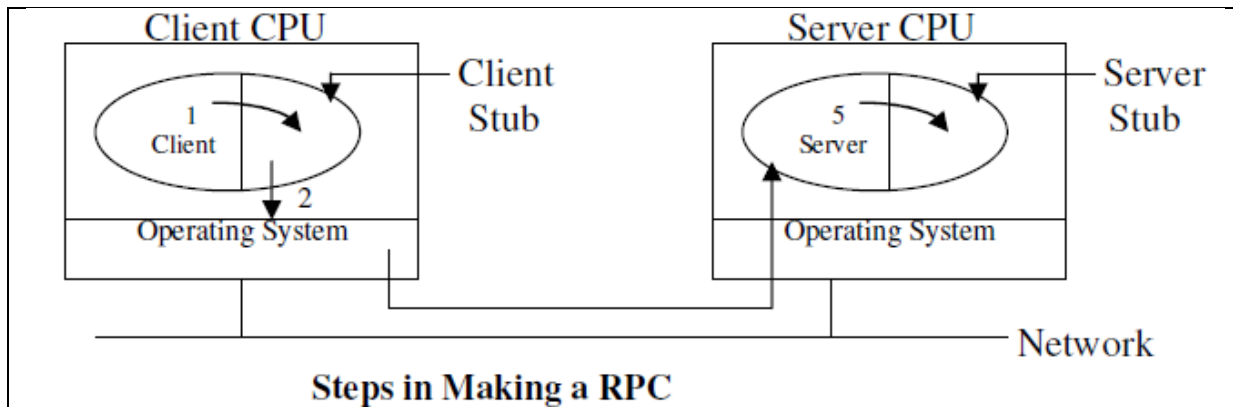 Client CPU
Server CPU
Client
Stub
Server
Stub
1
Client
5
Server
2
Operating System
Operating System
Network
Steps in Making a RPC